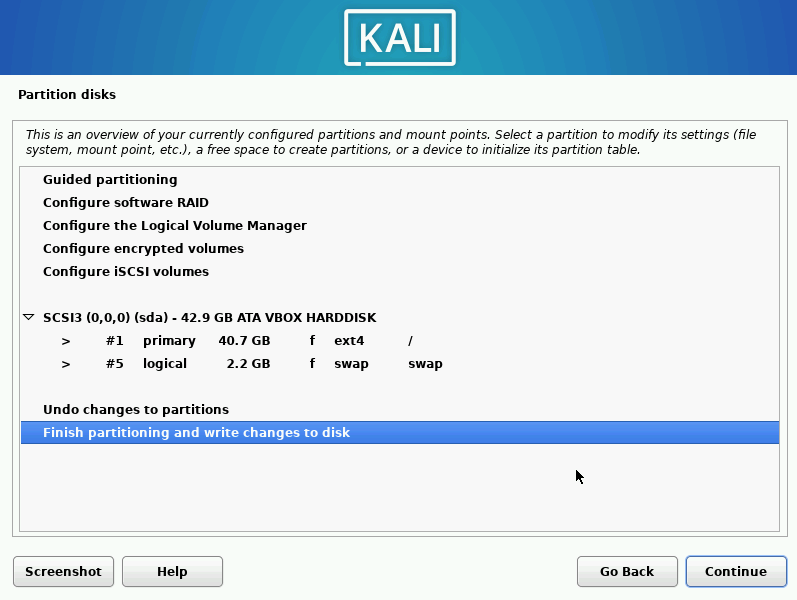 KALI
Partition disks
This is an overview of your currently configured partitions and mount points. Select a partition to modify its settings (file
system, mount point, etc.), a free space to create partitions, or a device to initialize its partition table.
Guided partitioning
Configure software RAID
Configure the Logical Volume Manager
Configure encrypted volumes
Configure iSCSI volumes
SCSI3 (0,0,0) (sda) - 42.9 GB ATA VBOX HARDDISK
> #1 primary 40.7 GB f ext4 /
> #5 logical 2.2 GB f swap swap
Undo changes to partitions
Finish partitioning and write changes to disk
Screenshot Help Go Back Continue